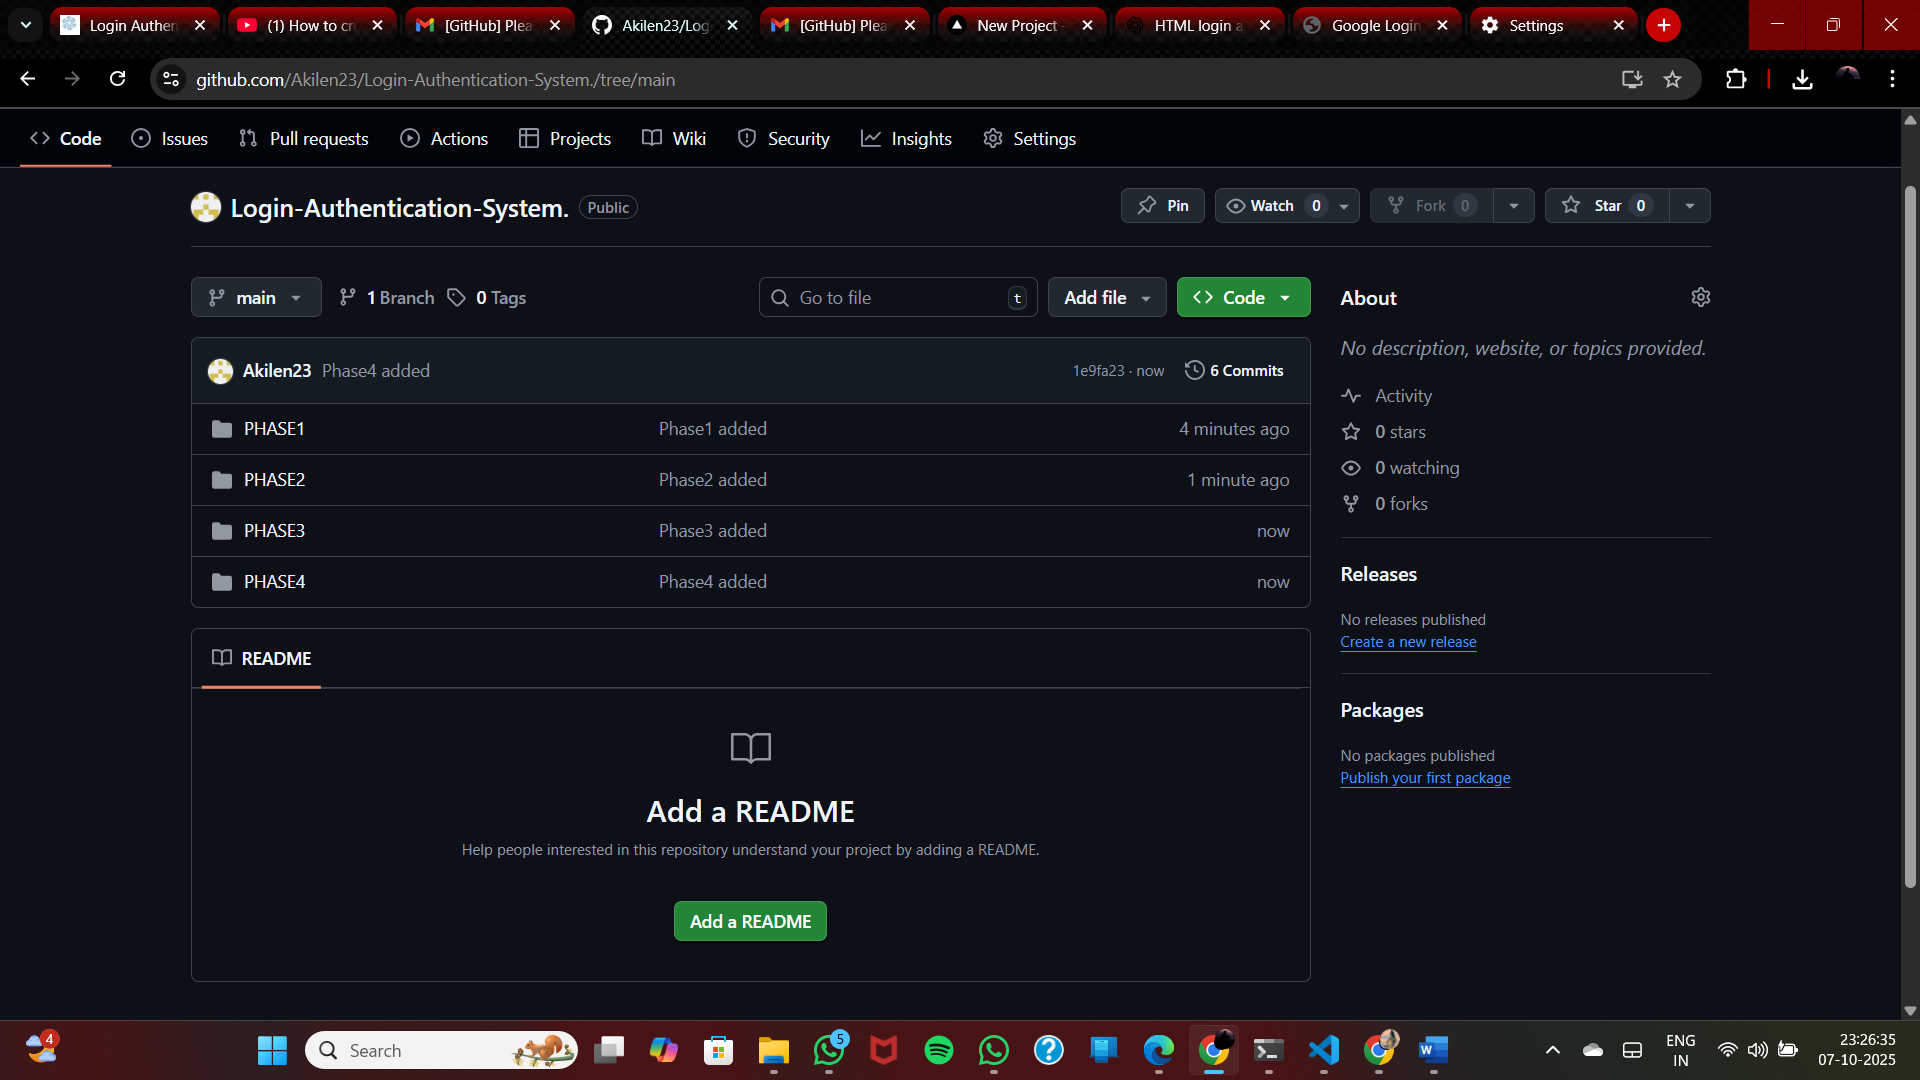 Login Authen
(1) How to cr
[GitHub] Plea
Akilen23/Log
[GitHub] Plea
New Project -
HTML login a
Google Login
Settings
github.com/Akilen23/Login-Authentication-System./tree/main
Code
Issues
Pull requests
Actions
Projects
Wiki
Security
Insights
Settings
Login-Authentication-System.
Public
Pin
Watch 0
Fork 0
Star 0
main
1 Branch
0 Tags
Go to file
t
Add file
Code
About
No description, website, or topics provided.
Akilen23 Phase4 added
1e9fa23 · now
6 Commits
PHASE1 Phase1 added 4 minutes ago
PHASE2 Phase2 added 1 minute ago
PHASE3 Phase3 added now
PHASE4 Phase4 added now
Activity
0 stars
0 watching
0 forks
Releases
No releases published
Create a new release
Packages
No packages published
Publish your first package
README
Add a README
Help people interested in this repository understand your project by adding a README.
Add a README
4
Search
5
W
ENG
IN
23:26:35
07-10-2025